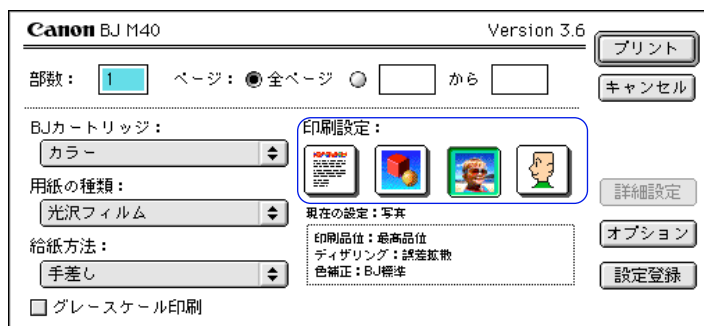 Canon BJ M40
Version 3.6
プリント
部数： 1 ページ： 全ページ から
キャンセル
BJカートリッジ：
カラー
印刷設定：
用紙の種類：
光沢フィルム
現在の設定：写真
詳細設定
給紙方法：
手差し
印刷品位：最高品位
ディザリング：誤差拡散
色補正：BJ標準
オプション
設定登録
グレースケール印刷